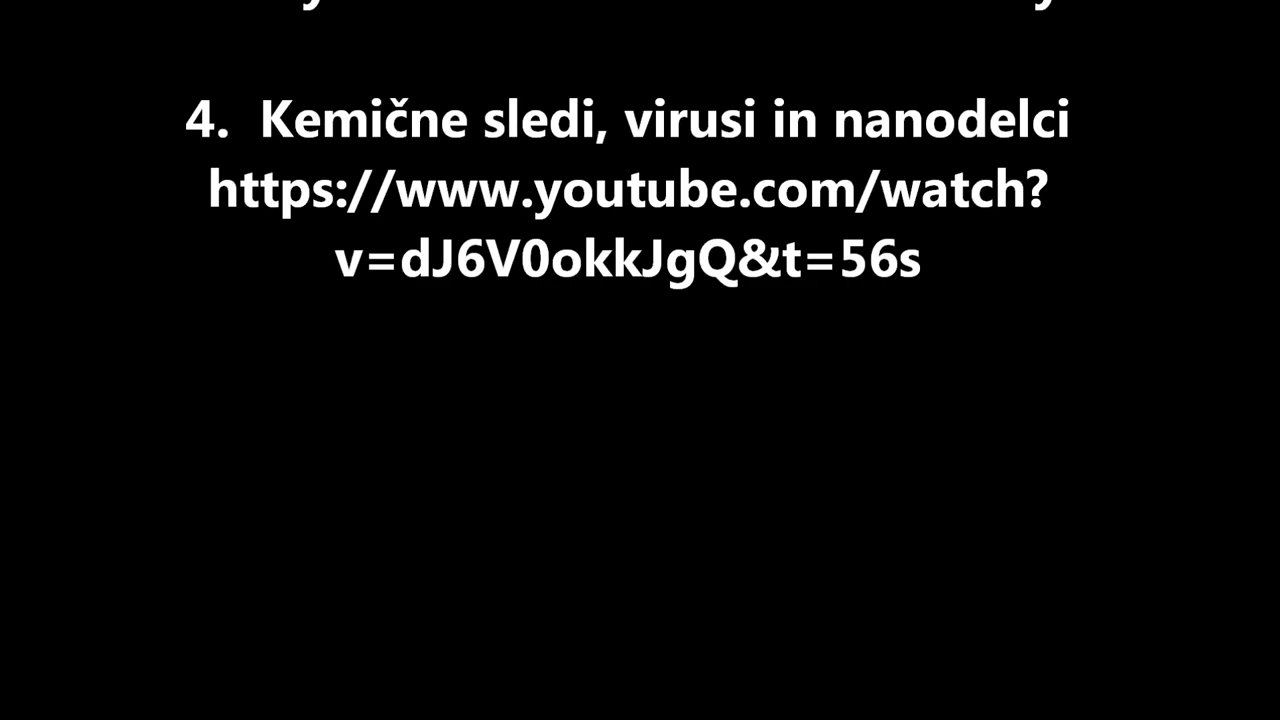 4. Kemične sledi, virusi in nanodelci
https://www.youtube.com/watch?
v=dJ6V0okkJgQ&t=56s